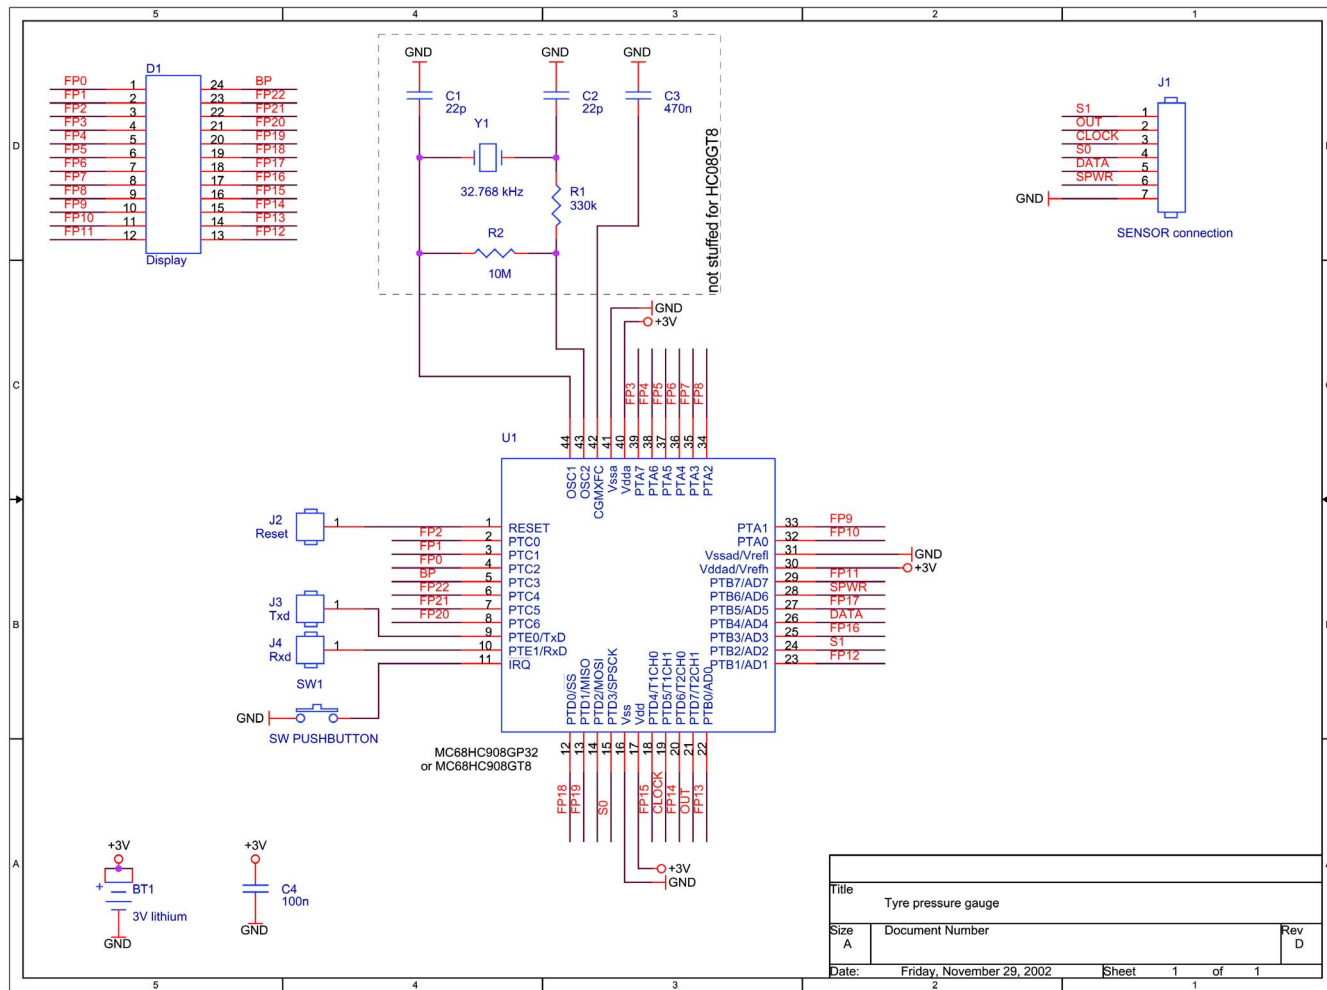 5 4 3 2 1
D
C
B
A
D1
FP0 1 24 BP
FP1 2 23 FP22
FP2 3 22 FP21
FP3 4 21 FP20
FP4 5 20 FP19
FP5 6 19 FP18
FP6 7 18 FP17
FP7 8 17 FP16
FP8 9 16 FP15
FP9 10 15 FP14
FP10 11 14 FP13
FP11 12 13 FP12
Display
GND GND GND
C1
22p
C2
22p
C3
470n
Y1
32.768 kHz
R1
330k
R2
10M
not stuffed for HC08GT8
J1
S1 1
OUT 2
CLOCK 3
S0 4
DATA 5
SPWR 6
GND 7
SENSOR connection
GND
+3V
FP3
FP4
FP5
FP6
FP7
FP8
U1
44 43 42 41 40 39 38 37 36 35 34
OSC1
OSC2
CGMXFC
Vssa
Vdda
PTA7
PTA6
PTA5
PTA4
PTA3
PTA2
J2
Reset
1
J3
Txd
1
J4
Rxd
1
SW1
GND
SW PUSHBUTTON
1 RESET
FP2 2 PTC0
FP1 3 PTC1
FP0 4 PTC2
BP 5 PTC3
FP22 6 PTC4
FP21 7 PTC5
FP20 8 PTC6
9 PTE0/TxD
10 PTE1/RxD
11 IRQ
PTA1 33 FP9
PTA0 32 FP10
Vssad/Vrefl 31 GND
Vddad/Vrefh 30 +3V
PTB7/AD7 29 FP11
PTB6/AD6 28 SPWR
PTB5/AD5 27 FP17
PTB4/AD4 26 DATA
PTB3/AD3 25 FP16
PTB2/AD2 24 S1
PTB1/AD1 23 FP12
PTD0/SS
PTD1/MISO
PTD2/MOSI
PTD3/SPSCK
Vss
Vdd
PTD4/T1CH0
PTD5/T1CH1
PTD6/T2CH0
PTD7/T2CH1
PTB0/AD0
12 13 14 15 16 17 18 19 20 21 22
MC68HC908GP32
or MC68HC908GT8
FP18
FP19
S0
FP15
CLOCK
FP14
OUT
FP13
+3V
GND
+3V
+
BT1
3V lithium
GND
+3V
C4
100n
GND
Title
Tyre pressure gauge
Size
A
Document Number
Rev
D
Date: Friday, November 29, 2002 Sheet 1 of 1
5 4 3 2 1